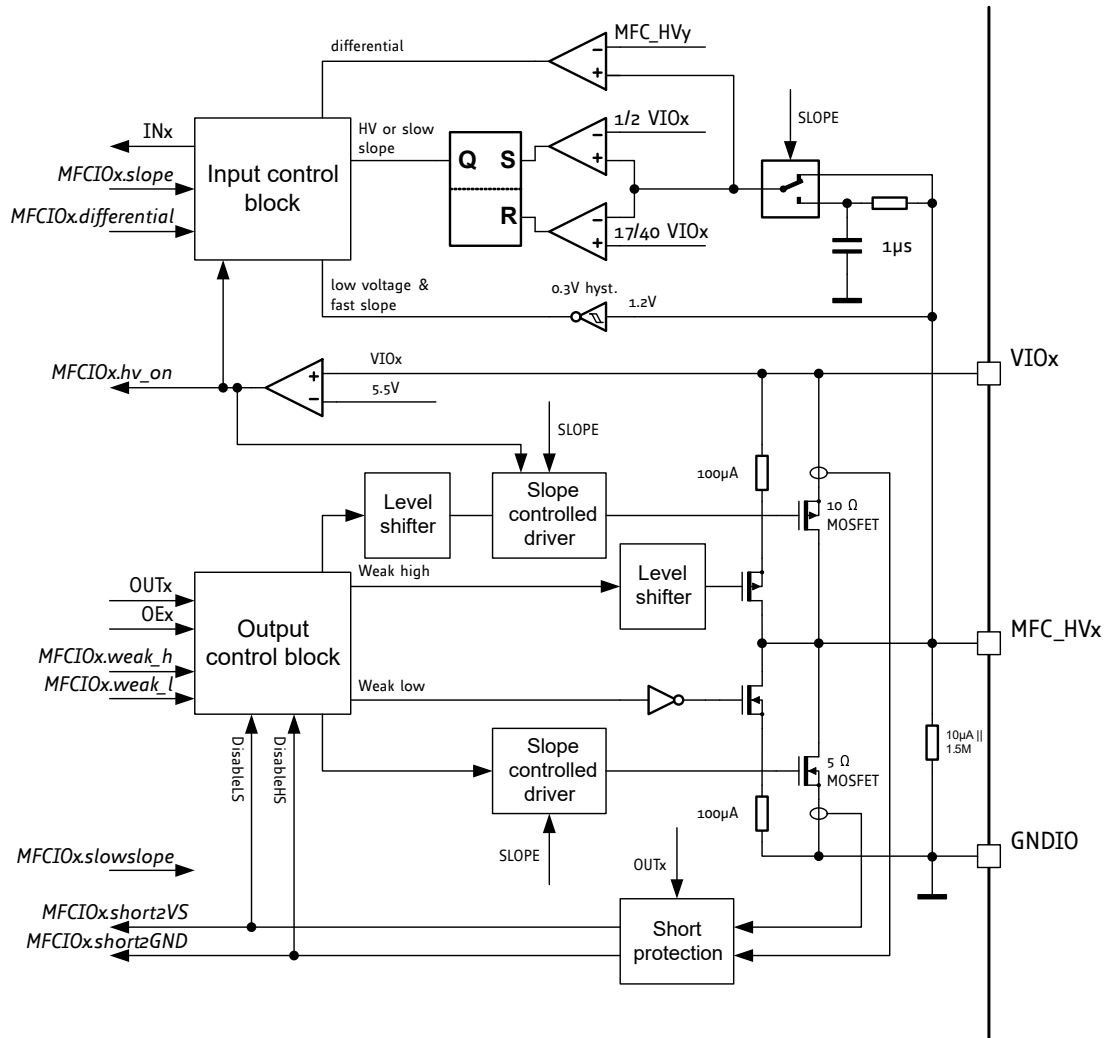 MFC_HVy
differential
−
+
SLOPE
INx
HV or slow
slope
1/2 VIOx
−
+
Q S
R
MFCIOx.slope
Input control
block
MFCIOx.differential
−
+
17/40 VIOx
1µs
low voltage &
fast slope
0.3V hyst.
1.2V
VIOx
VIOx
MFCIOx.hv_on
+
−
5.5V
SLOPE
100µA
Level
shifter
Slope
controlled
driver
10 Ω
MOSFET
Weak high
Level
shifter
OUTx
OEx
Output
control block
MFC_HVx
MFCIOx.weak_h
MFCIOx.weak_l
Weak low
DisableLS
DisableHS
Slope
controlled
driver
5 Ω
MOSFET
10µA ||
1.5M
100µA
SLOPE
OUTx
GNDIO
MFCIOx.slowslope
MFCIOx.short2VS
MFCIOx.short2GND
Short
protection